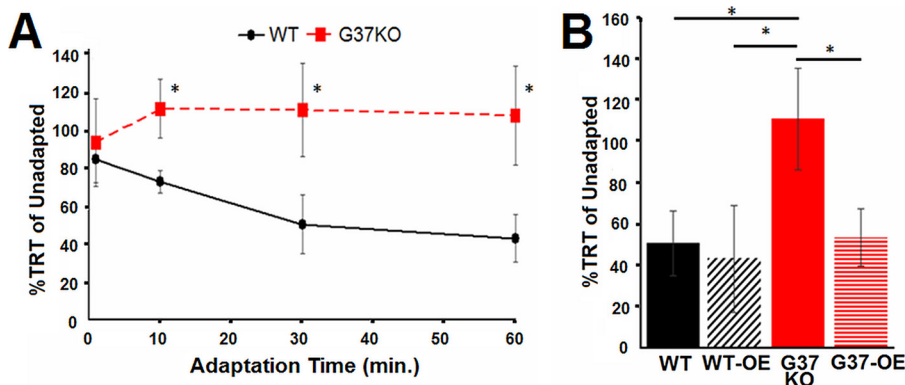 A
WT G37KO
%TRT of Unadapted
140
120
100
80
60
40
20
0
* * *
0 10 20 30 40 50 60
Adaptation Time (min.)
B
%TRT of Unadapted
160
140
120
100
80
60
40
20
0
*
*
*
WT WT-OE G37 G37-OE
KO